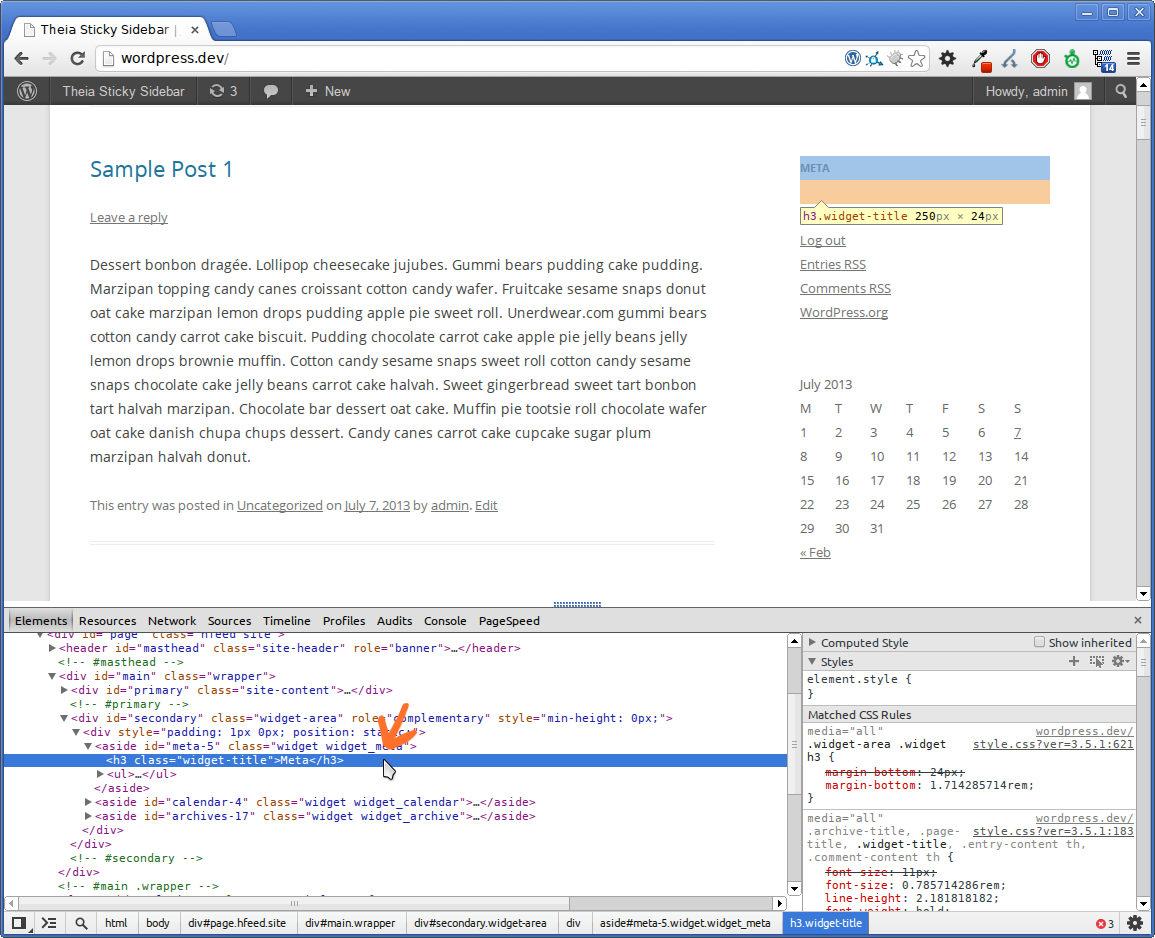 Theia Sticky Sidebar |
wordpress.dev/
14
Theia Sticky Sidebar 3 + New Howdy, admin
Sample Post 1
Leave a reply
Dessert bonbon dragée. Lollipop cheesecake jujubes. Gummi bears pudding cake pudding.
Marzipan topping candy canes croissant cotton candy wafer. Fruitcake sesame snaps donut
oat cake marzipan lemon drops pudding apple pie sweet roll. Unerdwear.com gummi bears
cotton candy carrot cake biscuit. Pudding chocolate carrot cake apple pie jelly beans jelly
lemon drops brownie muffin. Cotton candy sesame snaps sweet roll cotton candy sesame
snaps chocolate cake jelly beans carrot cake halvah. Sweet gingerbread sweet tart bonbon
tart halvah marzipan. Chocolate bar dessert oat cake. Muffin pie tootsie roll chocolate wafer
oat cake danish chupa chups dessert. Candy canes carrot cake cupcake sugar plum
marzipan halvah donut.
This entry was posted in Uncategorized on July 7, 2013 by admin. Edit
META
h3.widget-title 250px × 24px
Log out
Entries RSS
Comments RSS
WordPress.org
July 2013
M T W T F S S
1 2 3 4 5 6 7
8 9 10 11 12 13 14
15 16 17 18 19 20 21
22 23 24 25 26 27 28
29 30 31
« Feb
Elements Resources Network Sources Timeline Profiles Audits Console PageSpeed
<div id="page" class="hfeed site">
<header id="masthead" class="site-header" role="banner">…</header>
<!-- #masthead -->
<div id="main" class="wrapper">
<div id="primary" class="site-content">…</div>
<!-- #primary -->
<div id="secondary" class="widget-area" role="complementary" style="min-height: 0px;">
<div style="padding: 1px 0px; position: static;">
<aside id="meta-5" class="widget widget_meta">
<h3 class="widget-title">Meta</h3>
<ul>…</ul>
</aside>
<aside id="calendar-4" class="widget widget_calendar">…</aside>
<aside id="archives-17" class="widget widget_archive">…</aside>
</div>
</div>
<!-- #secondary -->
</div>
<!-- #main .wrapper -->
Computed Style Show inherited
Styles
element.style {
}
Matched CSS Rules
media="all" wordpress.dev/
.widget-area .widget style.css?ver=3.5.1:621
h3 {
margin-bottom: 24px;
margin-bottom: 1.714285714rem;
}
media="all" wordpress.dev/
.archive-title, .page- style.css?ver=3.5.1:183
title, .widget-title, .entry-content th,
.comment-content th {
font-size: 11px;
font-size: 0.785714286rem;
line-height: 2.181818182;
font-weight: bold;
html body div#page.hfeed.site div#main.wrapper div#secondary.widget-area div aside#meta-5.widget.widget_meta h3.widget-title 3